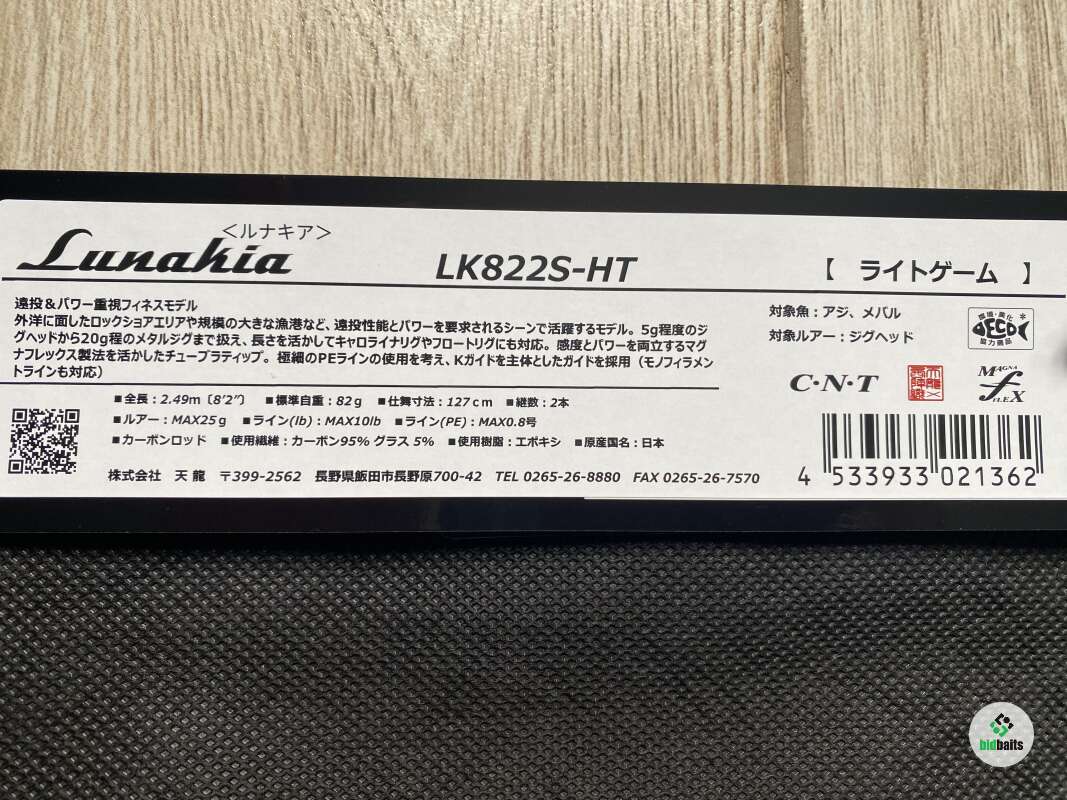 <ルナキア>
Lunakia
LK822S-HT
【 ライトゲーム 】
遠投&パワー重視フィネスモデル
外洋に面したロックショアエリアや規模の大きな漁港など、遠投性能とパワーを要求されるシーンで活躍するモデル。5g程度のジ
グヘッドから20g程のメタルジグまで扱え、長さを活かしてキャロライナリグやフロートリグにも対応。感度とパワーを両立するマグ
ナフレックス製法を活かしたチューブラティップ。極細のPEラインの使用を考え、Kガイドを主体としたガイドを採用（モノフィラメン
トラインも対応）
対象魚：アジ、メバル
対象ルアー：ジグヘッド
環境・美化
ECO
協力商品
C・N・T
MAGNA
FLEX
■全長：2.49m［8'2"］ ■標準自重：82g ■仕舞寸法：127cm ■継数：2本
■ルアー：MAX25g ■ライン(lb)：MAX10lb ■ライン(PE)：MAX0.8号
■カーボンロッド ■使用繊維：カーボン95% グラス 5% ■使用樹脂：エポキシ ■原産国名：日本
株式会社 天龍 〒399-2562 長野県飯田市長野原700-42 TEL 0265-26-8880 FAX 0265-26-7570
4 533933 021362
bidbaits